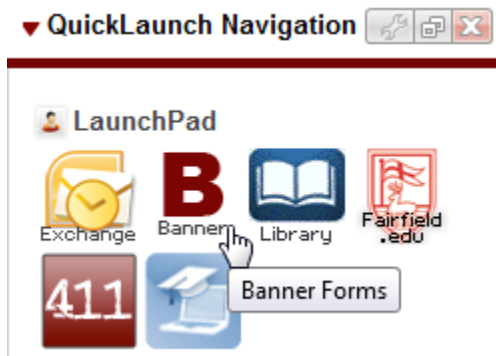 QuickLaunch Navigation
LaunchPad
B
Exchange Banner Library Fairfield
.edu
411
Banner Forms